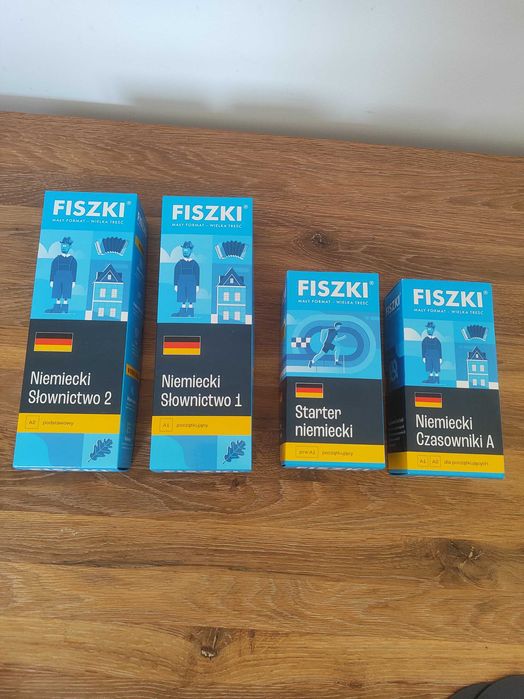 FISZKI®
MAŁY FORMAT – WIELKA TREŚĆ
Niemiecki
Słownictwo 2
A2 podstawowy
FISZKI®
MAŁY FORMAT – WIELKA TREŚĆ
Niemiecki
Słownictwo 1
A1 początkujący
FISZKI®
MAŁY FORMAT – WIELKA TREŚĆ
Starter
niemiecki
początkujący
FISZKI
FISZKI®
MAŁY FORMAT – WIELKA TREŚĆ
Niemiecki
Czasowniki A
A1 A2 dla początkujących